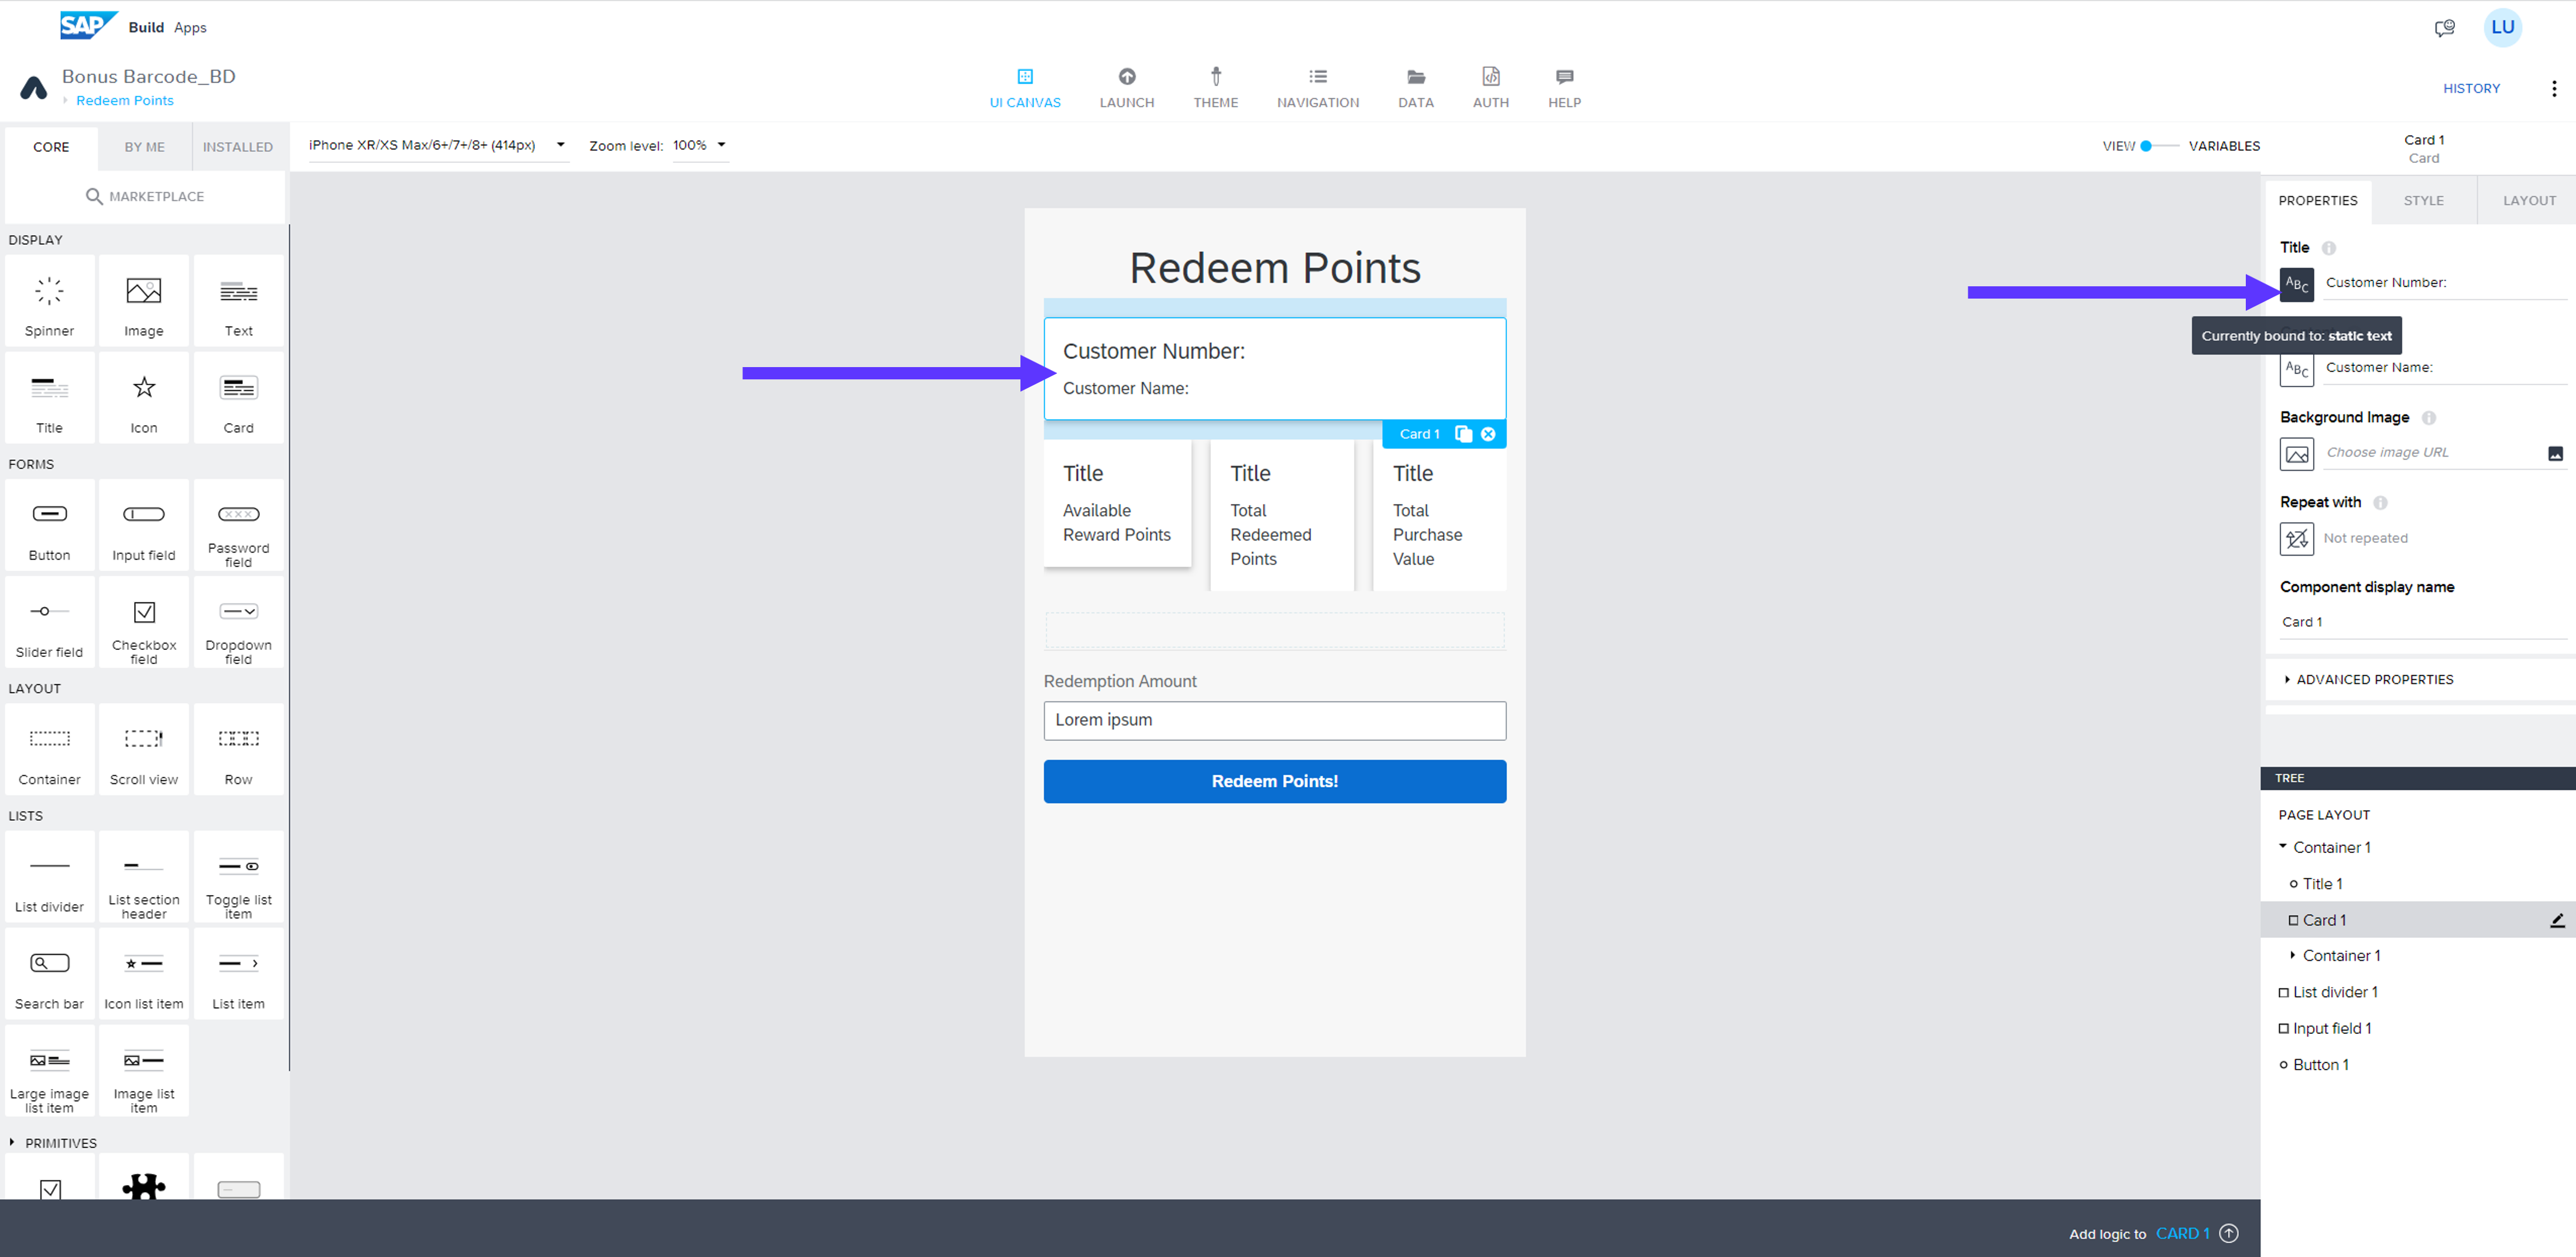 SAP Build Apps
LU
Bonus Barcode_BD
Redeem Points
UI CANVAS
LAUNCH
THEME
NAVIGATION
DATA
AUTH
HELP
HISTORY
CORE
BY ME
INSTALLED
iPhone XR/XS Max/6+/7+/8+ (414px)
Zoom level: 100%
VIEW
VARIABLES
Card 1
Card
MARKETPLACE
PROPERTIES
STYLE
LAYOUT
DISPLAY
Spinner
Image
Text
Title
Icon
Card
FORMS
Button
Input field
Password
field
Slider field
Checkbox
field
Dropdown
field
LAYOUT
Container
Scroll view
Row
LISTS
List divider
List section
header
Toggle list
item
Search bar
Icon list item
List item
Large image
list item
Image list
item
PRIMITIVES
Redeem Points
Customer Number:
Customer Name:
Card 1
Title
Available
Reward Points
Title
Total
Redeemed
Points
Title
Total
Purchase
Value
Redemption Amount
Lorem ipsum
Redeem Points!
Title
ABC
Customer Number:
Currently bound to: static text
ABC
Customer Name:
Background Image
Choose image URL
Repeat with
Not repeated
Component display name
Card 1
ADVANCED PROPERTIES
TREE
PAGE LAYOUT
Container 1
Title 1
Card 1
Container 1
List divider 1
Input field 1
Button 1
Add logic to CARD 1